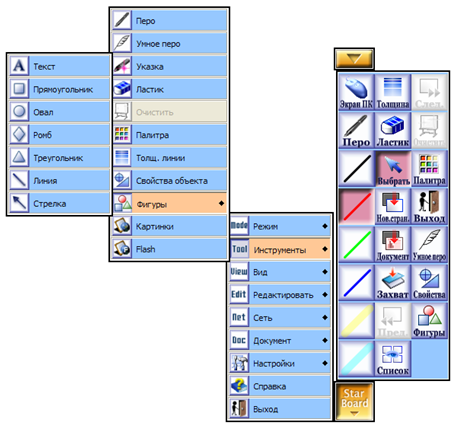 Текст
Прямоугольник
Овал
Ромб
Треугольник
Линия
Стрелка
Перо
Умное перо
Указка
Ластик
Очистить
Палитра
Толщ. линии
Свойства объекта
Фигуры
Картинки
Flash
Mode Режим
Tool Инструменты
View Вид
Edit Редактировать
Net Сеть
Doc Документ
Настройки
Справка
Выход
Экран ПК Толщина След.
Перо Ластик Очистит.
Выбрать Палитра
Нов.стран. Выход
Документ Умное перо
Захват Свойства
Пред. Фигуры
Список
Star
Board